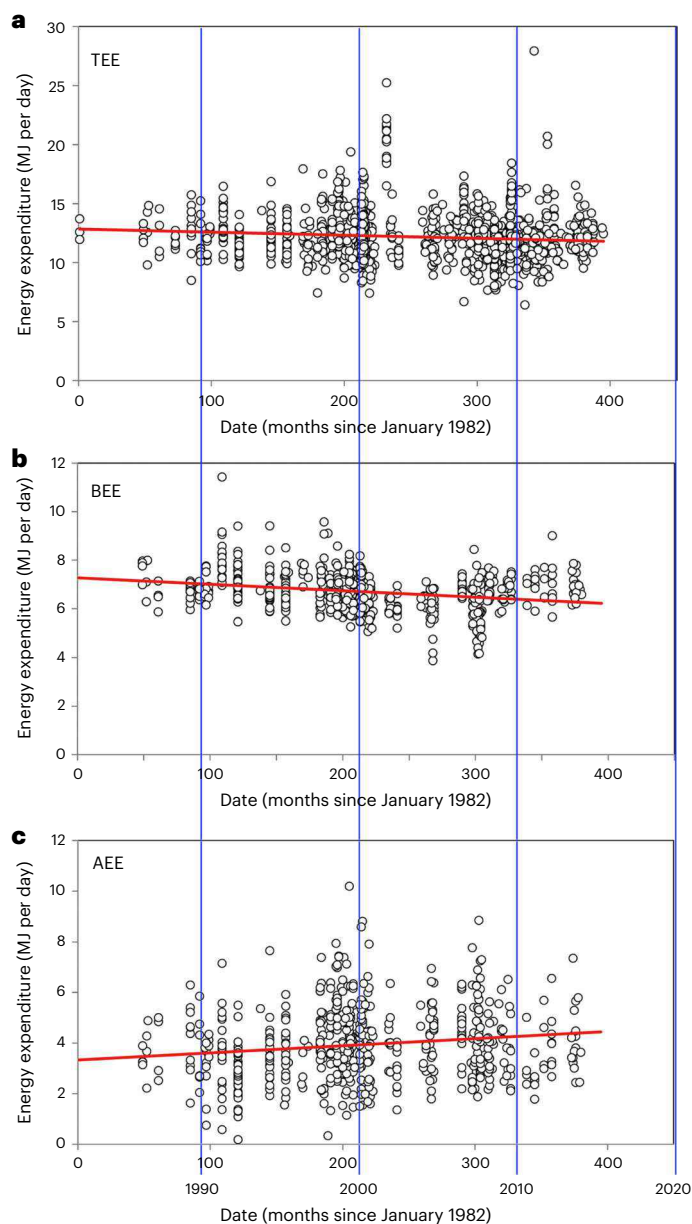 a
30
TEE
25
20
15
10
5
0
Energy expenditure (MJ per day)
0 100 200 300 400
Date (months since January 1982)
b
12
BEE
10
8
6
4
2
0
Energy expenditure (MJ per day)
0 100 200 300 400
Date (months since January 1982)
c
12
AEE
10
8
6
4
2
0
Energy expenditure (MJ per day)
0 100 200 300 400
1990 2000 2010 2020
Date (months since January 1982)